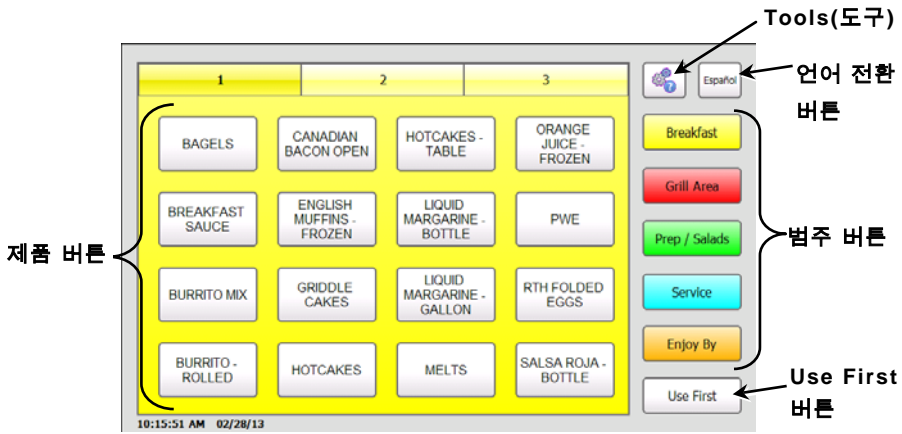 Tools(도구)
언어 전환
버튼
1
2
3
Español
BAGELS
CANADIAN
BACON OPEN
HOTCAKES -
TABLE
ORANGE
JUICE -
FROZEN
Breakfast
BREAKFAST
SAUCE
ENGLISH
MUFFINS -
FROZEN
LIQUID
MARGARINE -
BOTTLE
PWE
Grill Area
Prep / Salads
제품 버튼
범주 버튼
BURRITO MIX
GRIDDLE
CAKES
LIQUID
MARGARINE -
GALLON
RTH FOLDED
EGGS
Service
Enjoy By
BURRITO -
ROLLED
HOTCAKES
MELTS
SALSA ROJA -
BOTTLE
Use First
Use First
버튼
10:15:51 AM 02/28/13